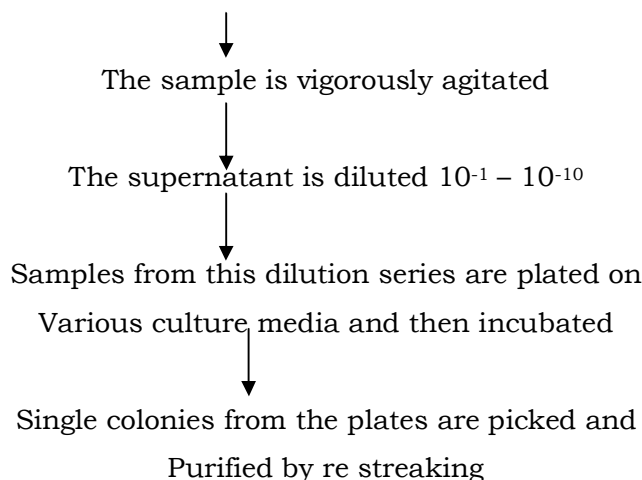 The sample is vigorously agitated
The supernatant is diluted 10⁻¹ – 10⁻¹⁰
Samples from this dilution series are plated on
Various culture media and then incubated
Single colonies from the plates are picked and
Purified by re streaking